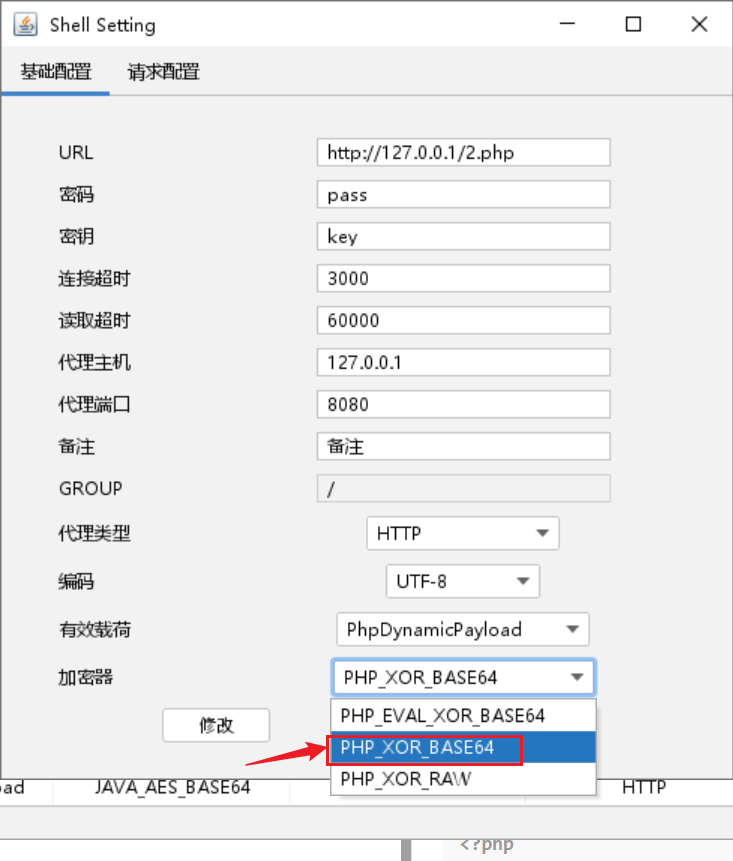 Shell Setting
基础配置 请求配置
URL http://127.0.0.1/2.php
密码 pass
密钥 key
连接超时 3000
读取超时 60000
代理主机 127.0.0.1
代理端口 8080
备注 备注
GROUP /
代理类型 HTTP
编码 UTF-8
有效载荷 PhpDynamicPayload
加密器 PHP_XOR_BASE64
PHP_EVAL_XOR_BASE64
修改
PHP_XOR_BASE64
PHP_XOR_RAW
oad JAVA_AES_BASE64 HTTP
<?php